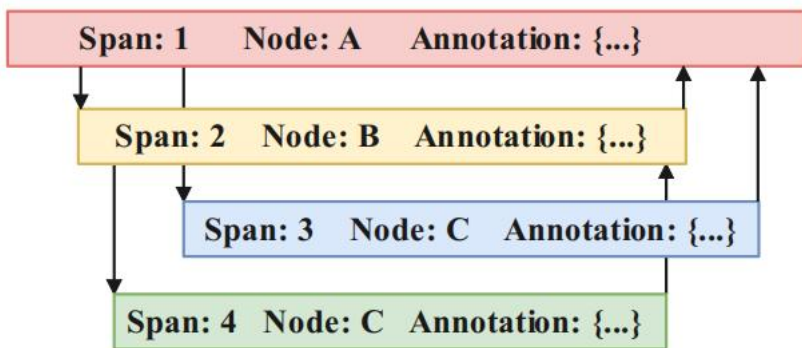 Span: 1 Node: A Annotation: {...}
Span: 2 Node: B Annotation: {...}
Span: 3 Node: C Annotation: {...}
Span: 4 Node: C Annotation: {...}